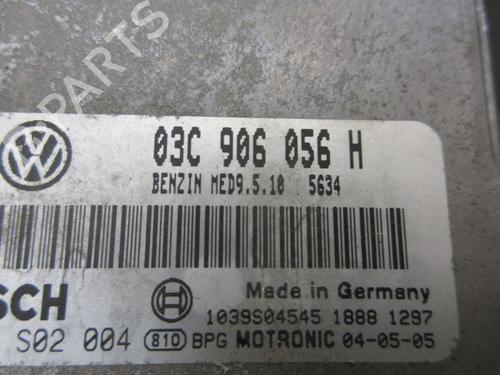 PARTS
VW
03C 906 056 H
BENZIN MED9.5.10 5634
SCH
Made in Germany
1039S04545 1888 1297
S02 004 810 BPG MOTRONIC 04-05-05